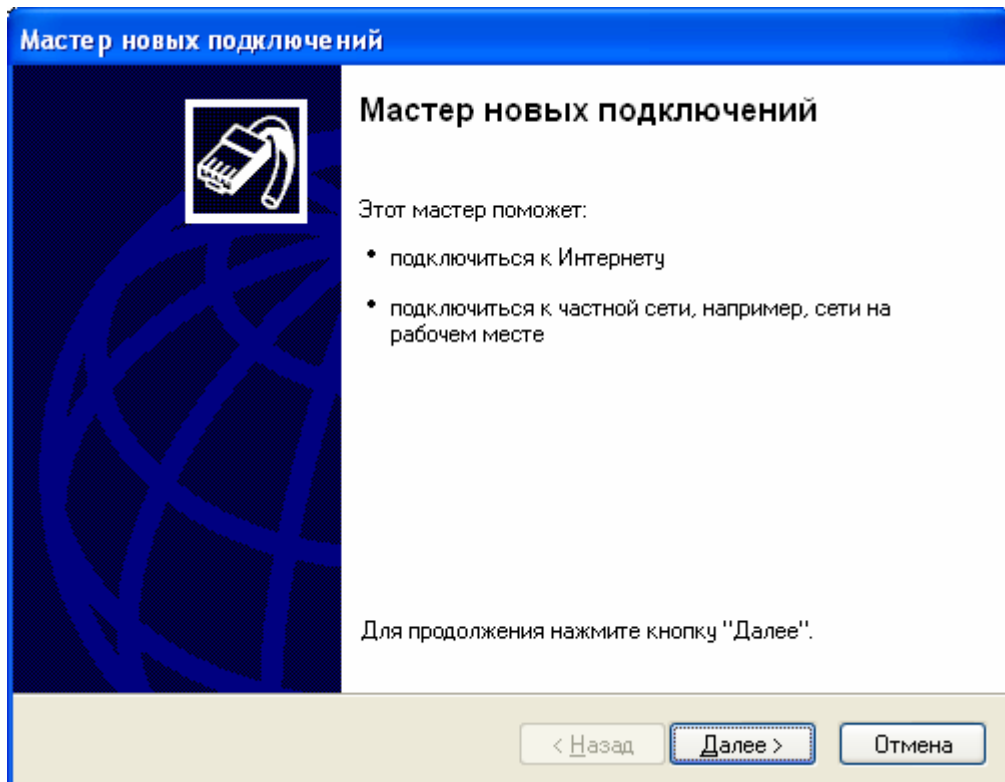 Мастер новых подключений
Мастер новых подключений
Этот мастер поможет:
• подключиться к Интернету
• подключиться к частной сети, например, сети на
рабочем месте
Для продолжения нажмите кнопку "Далее".
< Назад Далее > Отмена